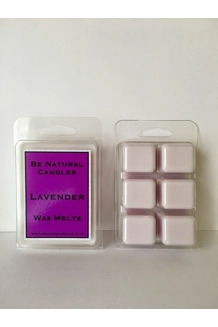 Be Natural
Candles
Lavender
Wax Melts